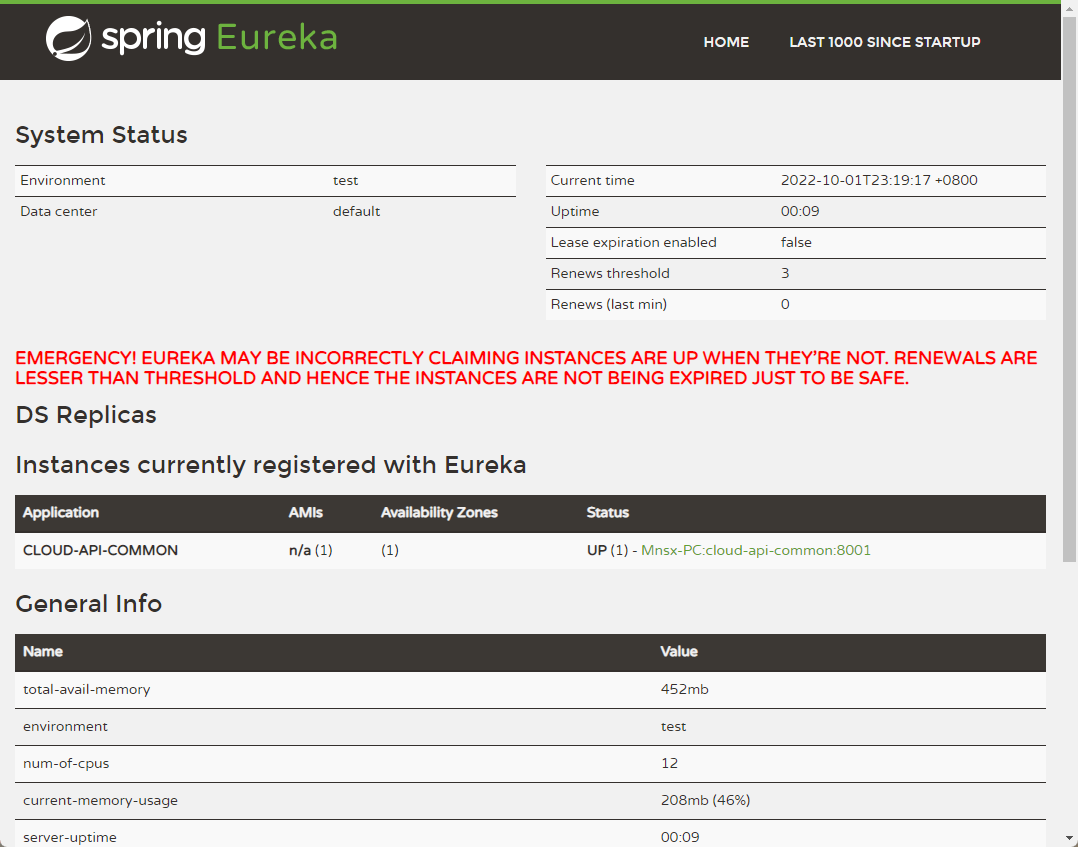 spring Eureka
HOME LAST 1000 SINCE STARTUP
System Status
Environment test
Data center default
Current time 2022-10-01T23:19:17 +0800
Uptime 00:09
Lease expiration enabled false
Renews threshold 3
Renews (last min) 0
EMERGENCY! EUREKA MAY BE INCORRECTLY CLAIMING INSTANCES ARE UP WHEN THEY'RE NOT. RENEWALS ARE
LESSER THAN THRESHOLD AND HENCE THE INSTANCES ARE NOT BEING EXPIRED JUST TO BE SAFE.
DS Replicas
Instances currently registered with Eureka
Application AMIs Availability Zones Status
CLOUD-API-COMMON n/a (1) (1) UP (1) - Mnsx-PC:cloud-api-common:8001
General Info
Name Value
total-avail-memory 452mb
environment test
num-of-cpus 12
current-memory-usage 208mb (46%)
server-uptime 00:09